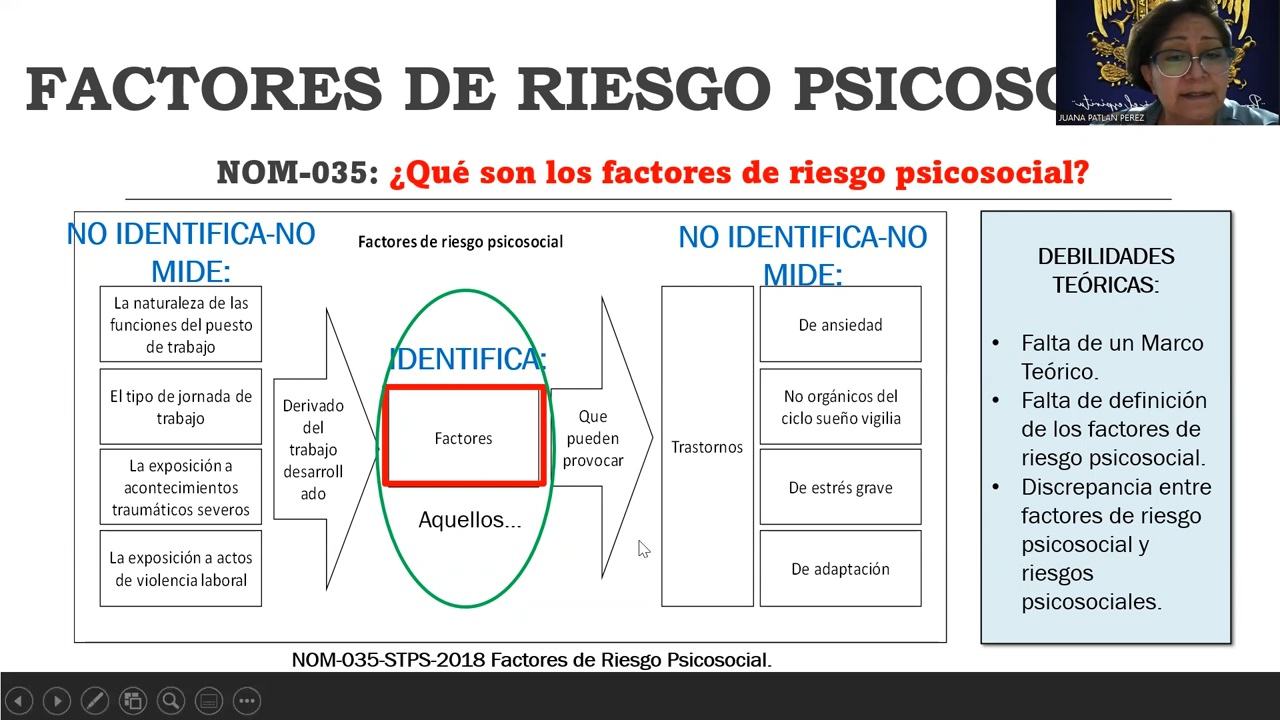 FACTORES DE RIESGO PSICOSO
JUANA PATLAN PEREZ
NOM-035: ¿Qué son los factores de riesgo psicosocial?
NO IDENTIFICA-NO
MIDE:
La naturaleza de las
funciones del puesto
de trabajo
El tipo de jornada de
trabajo
La exposición a
acontecimientos
traumáticos severos
La exposición a actos
de violencia laboral
Derivado
del
trabajo
desarroll
ado
Factores de riesgo psicosocial
IDENTIFICA:
Factores
Aquellos...
Que
pueden
provocar
NO IDENTIFICA-NO
MIDE:
Trastornos
De ansiedad
No orgánicos del
ciclo sueño vigilia
De estrés grave
De adaptación
DEBILIDADES
TEÓRICAS:
• Falta de un Marco
Teórico.
• Falta de definición
de los factores de
riesgo psicosocial.
• Discrepancia entre
factores de riesgo
psicosocial y
riesgos
psicosociales.
NOM-035-STPS-2018 Factores de Riesgo Psicosocial.